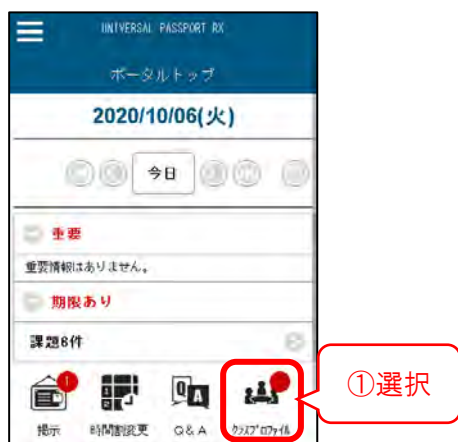 UNIVERSAL PASSPORT RX
ポータルトップ
2020/10/06(火)
今日
重要
重要情報はありません。
期限あり
課題6件
1
掲示
時間割変更
Q&A
クラスプロファイル
①選択